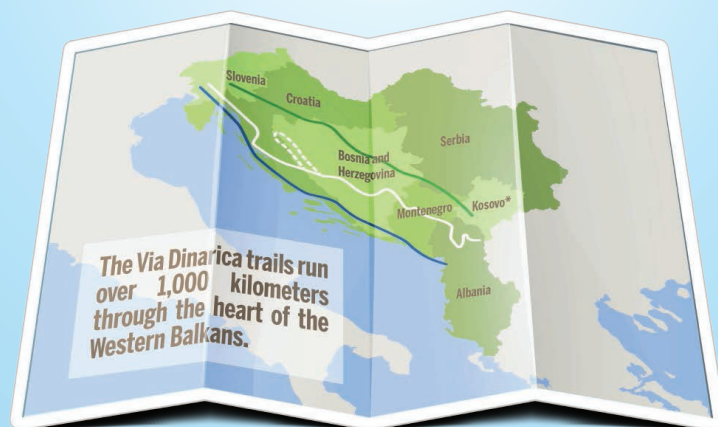 Slovenia
Croatia
Serbia
Bosnia and
Herzegovina
Montenegro
Kosovo*
Albania
The Via Dinarica trails run
over 1,000 kilometers
through the heart of the
Western Balkans.